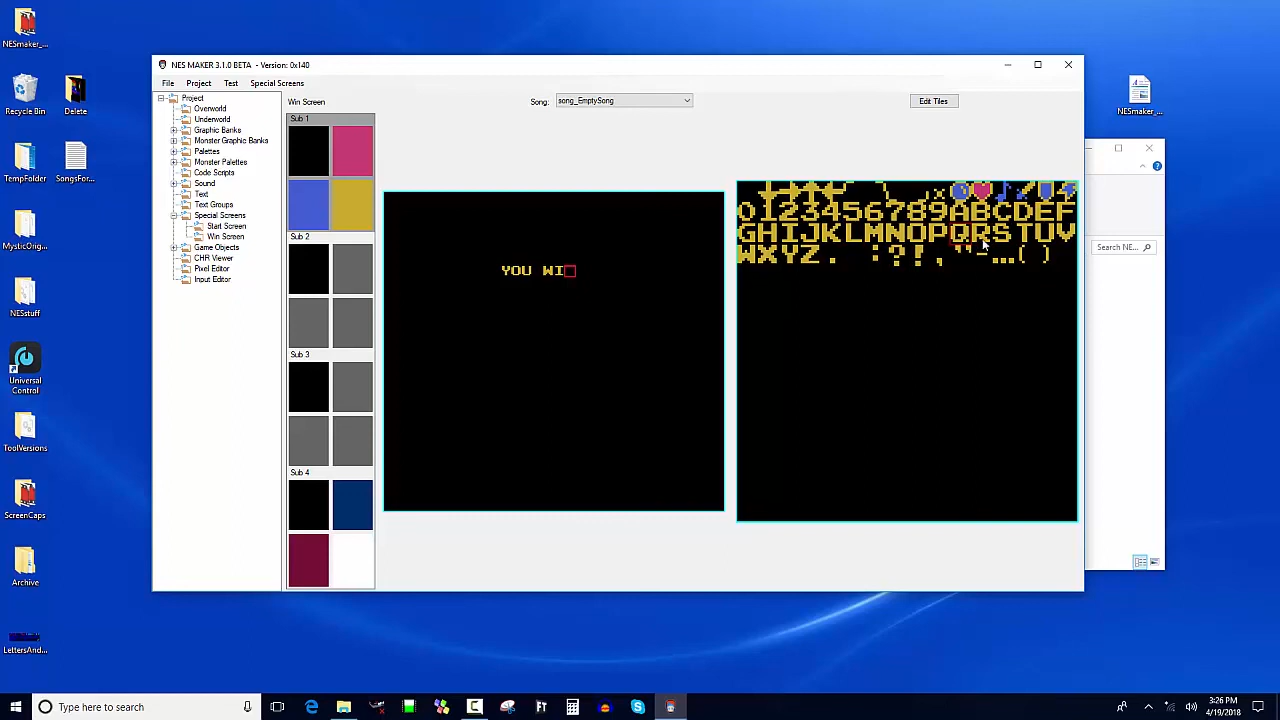 NESmaker_...
Recycle Bin
Delete
TempFolder
SongsFor...
MysticOrig...
NESstuff
Universal
Control
ToolVersions
ScreenCaps
Archive
LettersAnd...
NESmaker_...
NES MAKER 3.1.0 BETA - Version: 0x140
File Project Test Special Screens
Project
Overworld
Underworld
Graphic Banks
Monster Graphic Banks
Palettes
Monster Palettes
Code Scripts
Sound
Text
Text Groups
Special Screens
Start Screen
Win Screen
Game Objects
CHR Viewer
Pixel Editor
Input Editor
Win Screen
Song: song_EmptySong
Edit Tiles
Sub 1
Sub 2
Sub 3
Sub 4
YOU WI
0123456789ABCDEF
GHIJKLMNOPQRSTUV
WXYZ. :?!,"-...( )
Search NE...
Type here to search
3:26 PM
4/19/2018